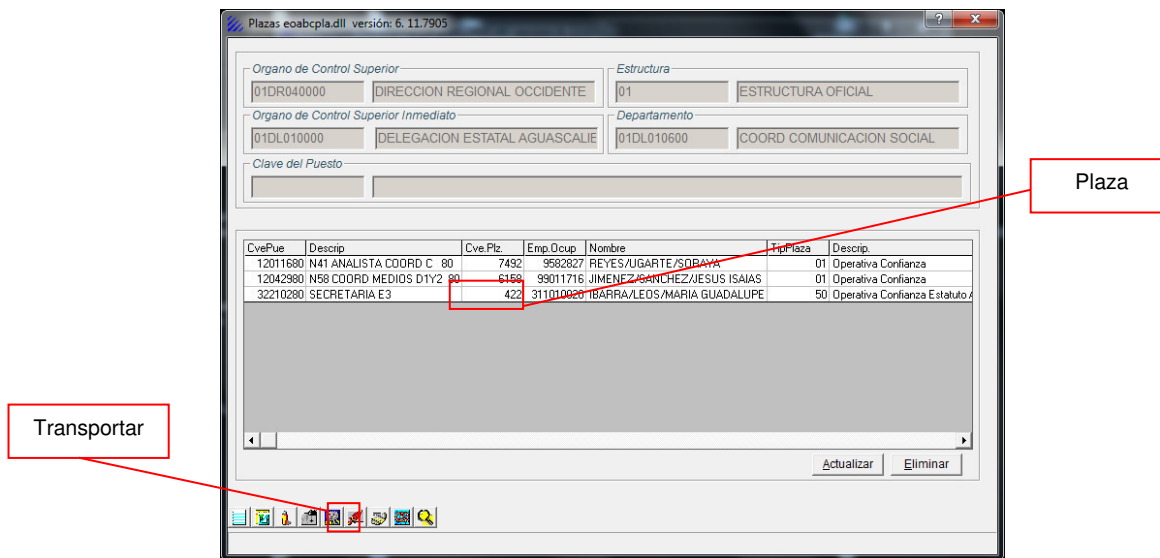 Plazas eoabcpla.dll versión: 6. 11.7905
Organo de Control Superior
Estructura
01DR040000 DIRECCION REGIONAL OCCIDENTE 01 ESTRUCTURA OFICIAL
Organo de Control Superior Inmediato
Departamento
01DL010000 DELEGACION ESTATAL AGUASCALIE 01DL010600 COORD COMUNICACION SOCIAL
Clave del Puesto
Plaza
CvePue Descrip Cve.Plz. Emp.Ocup Nombre TipPlaza Descrip.
12011680 N41 ANALISTA COORD C 80 7492 9582827 REYES/UGARTE/SORAYA 01 Operativa Confianza
12042980 N58 COORD MEDIOS D1Y2 80 6158 99011716 JIMENEZ/SANCHEZ/JESUS ISAIAS 01 Operativa Confianza
32210280 SECRETARIA E3 422 311010020 IBARRA/LEOS/MARIA GUADALUPE 50 Operativa Confianza Estatuto A
Transportar
Actualizar Eliminar